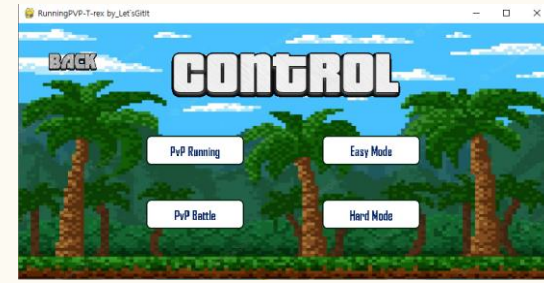 RunningPVP-T-rex by_Let'sGitIt
BACK
CONTROL
PvP Running
Easy Mode
PvP Battle
Hard Mode